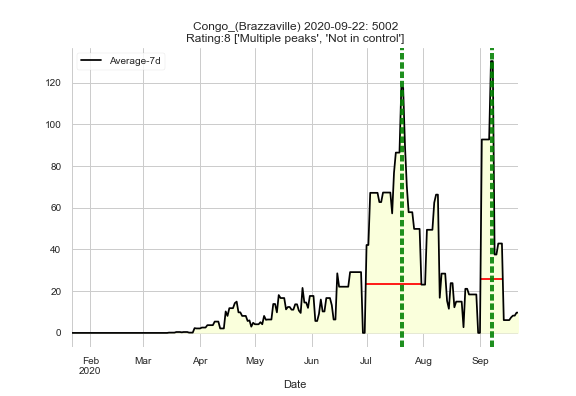 Congo_(Brazzaville) 2020-09-22: 5002
Rating:8 ['Multiple peaks', 'Not in control']
Average-7d
120
100
80
60
40
20
0
Feb
2020
Mar
Apr
May
Jun
Jul
Aug
Sep
Date